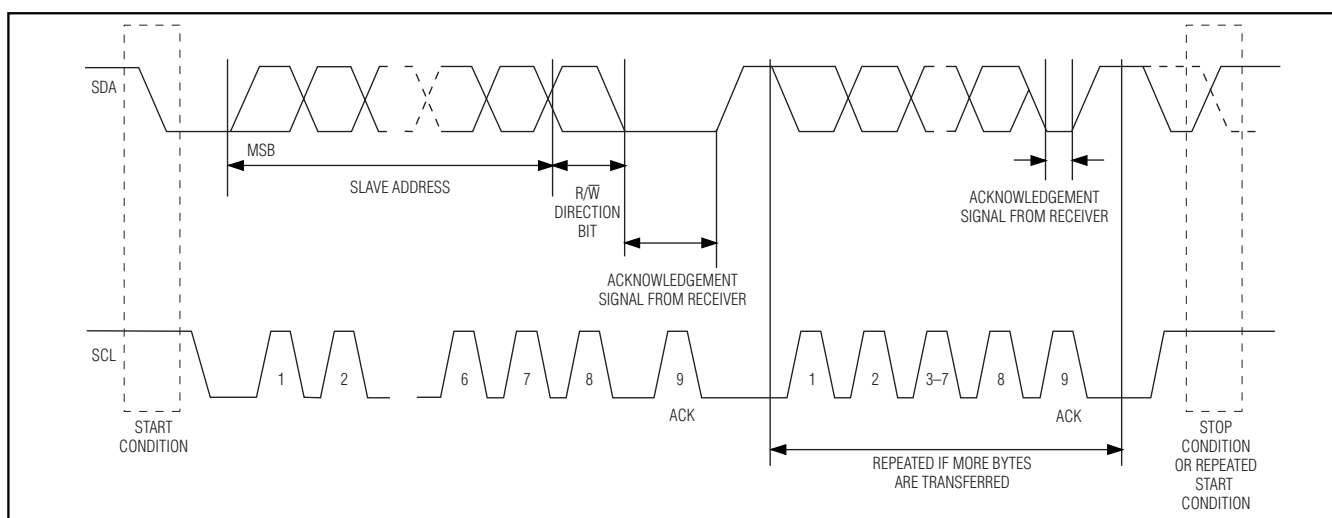 SDA
MSB
SLAVE ADDRESS
R/W̅
DIRECTION
BIT
ACKNOWLEDGEMENT
SIGNAL FROM RECEIVER
ACKNOWLEDGEMENT
SIGNAL FROM RECEIVER
SCL
1
2
6
7
8
9
ACK
1
2
3–7
8
9
ACK
START
CONDITION
REPEATED IF MORE BYTES
ARE TRANSFERRED
STOP
CONDITION
OR REPEATED
START
CONDITION